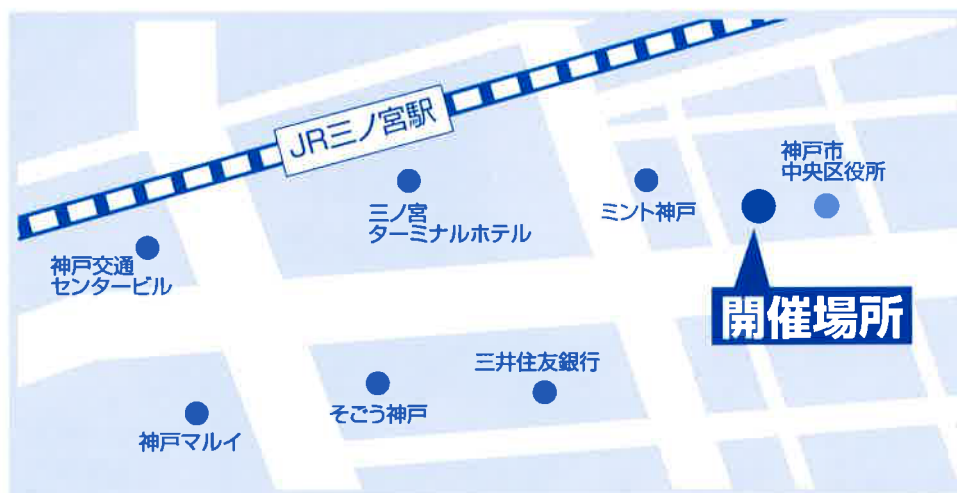 JR三ノ宮駅
神戸市
中央区役所
三ノ宮
ターミナルホテル
ミント神戸
神戸交通
センタービル
開催場所
三井住友銀行
そごう神戸
神戸マルイ